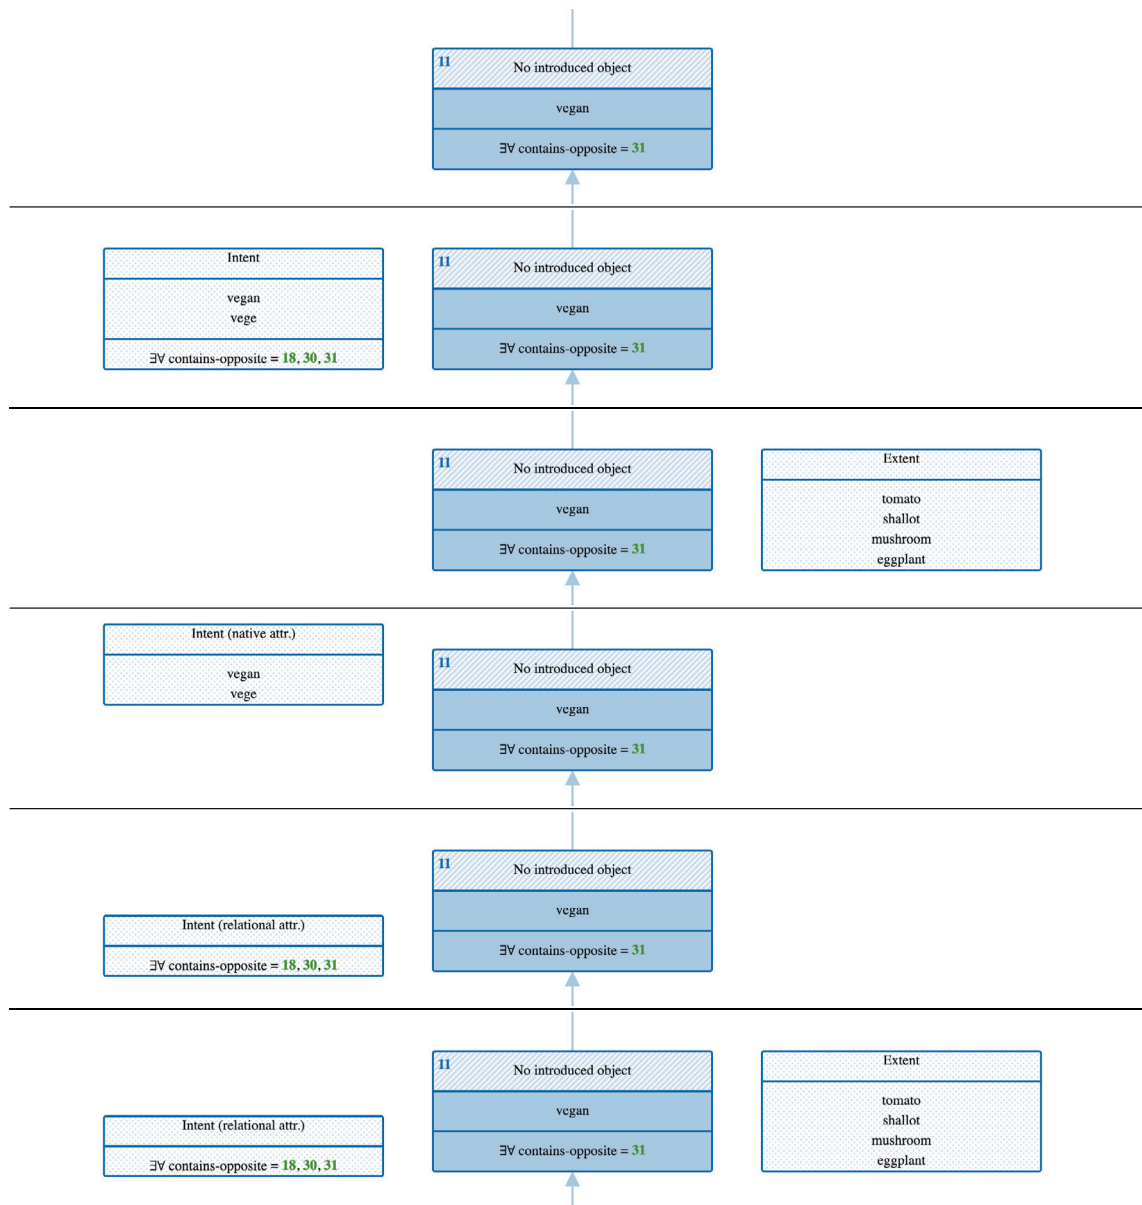 11
No introduced object
vegan
∃∀ contains-opposite = 31
Intent
vegan
vege
∃∀ contains-opposite = 18, 30, 31
11
No introduced object
vegan
∃∀ contains-opposite = 31
11
No introduced object
vegan
∃∀ contains-opposite = 31
Extent
tomato
shallot
mushroom
eggplant
Intent (native attr.)
vegan
vege
11
No introduced object
vegan
∃∀ contains-opposite = 31
Intent (relational attr.)
∃∀ contains-opposite = 18, 30, 31
11
No introduced object
vegan
∃∀ contains-opposite = 31
Intent (relational attr.)
∃∀ contains-opposite = 18, 30, 31
11
No introduced object
vegan
∃∀ contains-opposite = 31
Extent
tomato
shallot
mushroom
eggplant